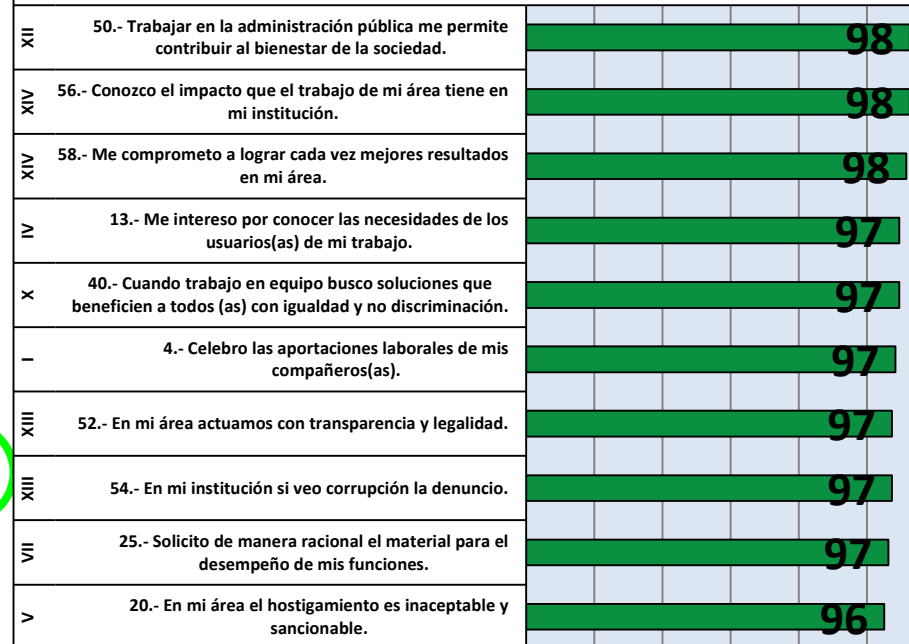 XII
50.- Trabajar en la administración pública me permite
contribuir al bienestar de la sociedad.
98
XIV
56.- Conozco el impacto que el trabajo de mi área tiene en
mi institución.
98
XIV
58.- Me comprometo a lograr cada vez mejores resultados
en mi área.
98
IV
13.- Me intereso por conocer las necesidades de los
usuarios(as) de mi trabajo.
97
X
40.- Cuando trabajo en equipo busco soluciones que
beneficien a todos (as) con igualdad y no discriminación.
97
I
4.- Celebro las aportaciones laborales de mis
compañeros(as).
97
XIII
52.- En mi área actuamos con transparencia y legalidad.
97
XIII
54.- En mi institución si veo corrupción la denuncio.
97
VII
25.- Solicito de manera racional el material para el
desempeño de mis funciones.
97
V
20.- En mi área el hostigamiento es inaceptable y
sancionable.
96